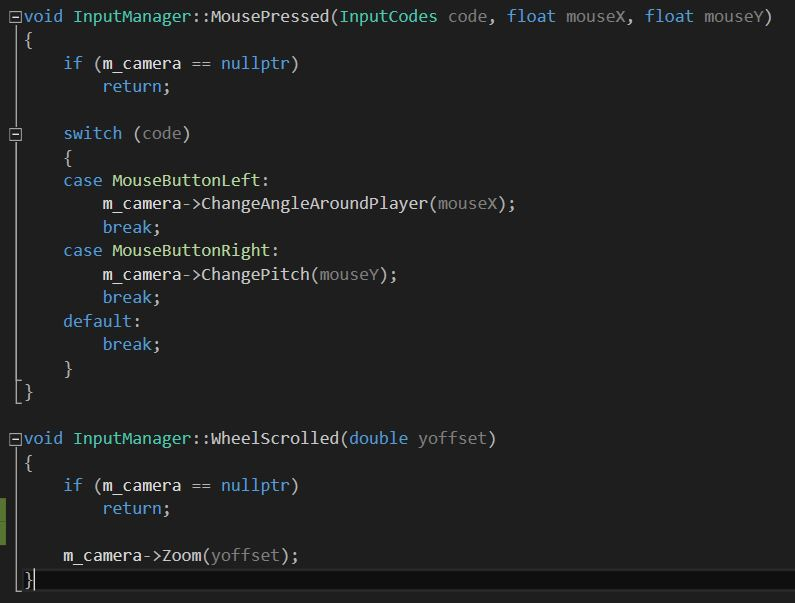 void InputManager::MousePressed(InputCodes code, float mouseX, float mouseY)
{
    if (m_camera == nullptr)
        return;

    switch (code)
    {
    case MouseButtonLeft:
        m_camera->ChangeAngleAroundPlayer(mouseX);
        break;
    case MouseButtonRight:
        m_camera->ChangePitch(mouseY);
        break;
    default:
        break;
    }
}

void InputManager::WheelScrolled(double yoffset)
{
    if (m_camera == nullptr)
        return;

    m_camera->Zoom(yoffset);
}